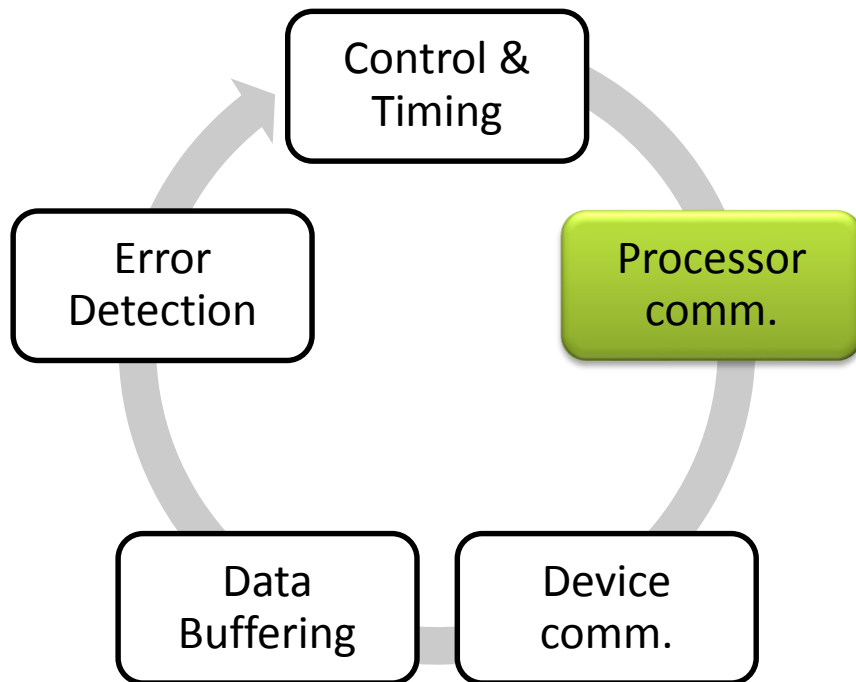 Control &
Timing
Processor
comm.
Device
comm.
Data
Buffering
Error
Detection